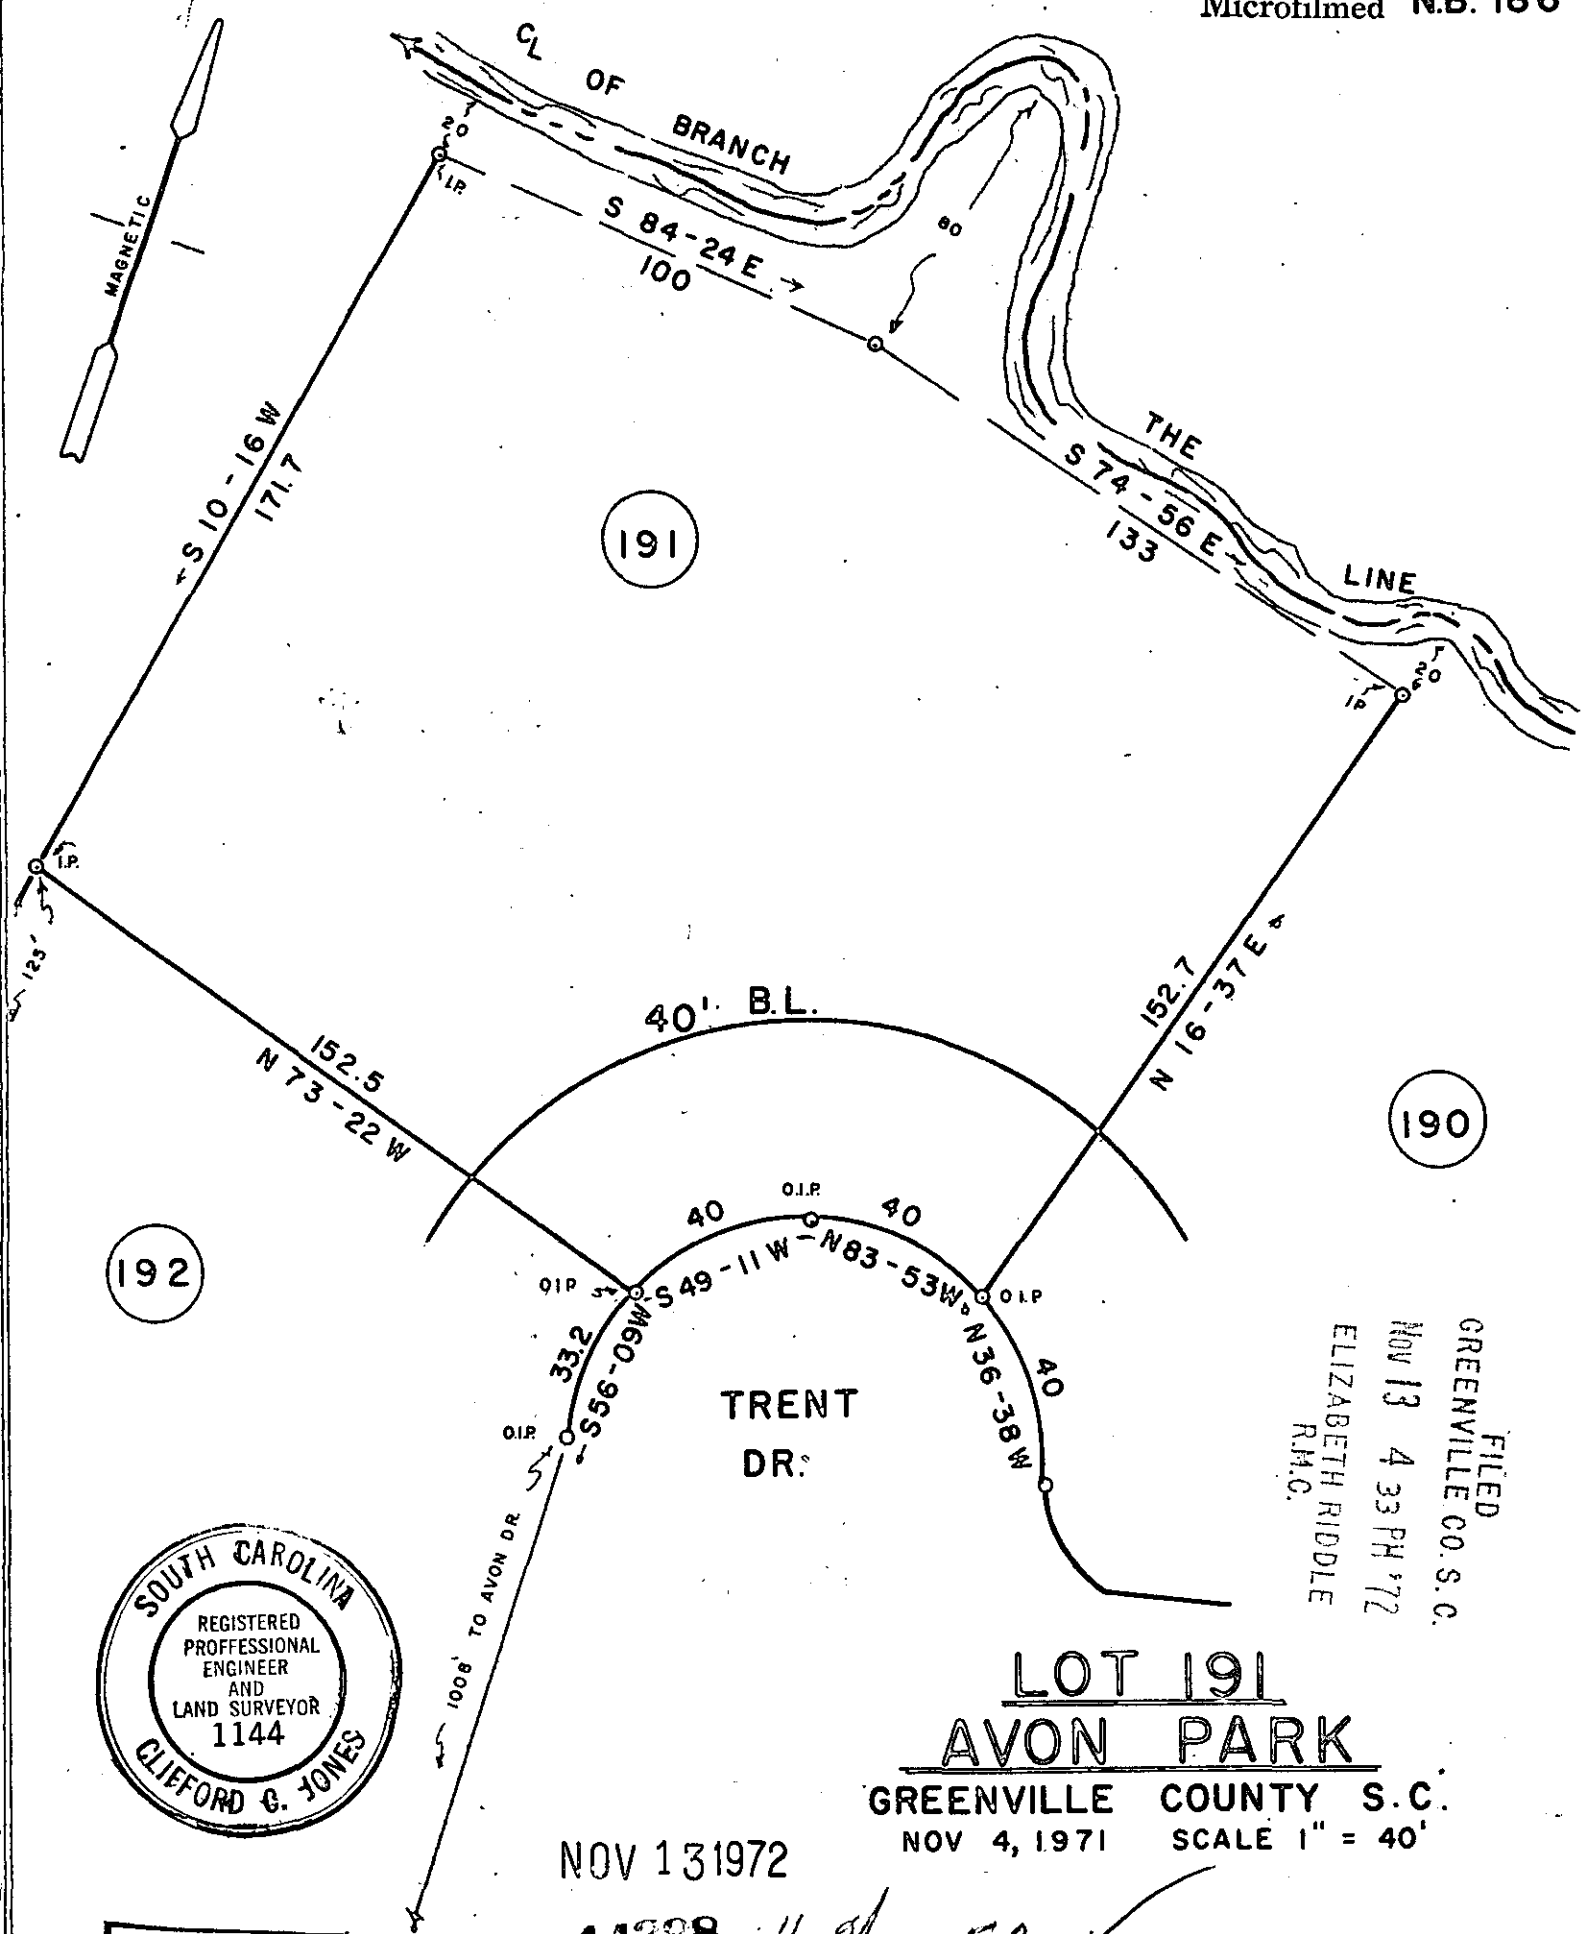 Microfilmed N.B. 186
CL OF BRANCH
THE
LINE
MAGNETIC
20
I.P.
S 84-24 E
100
80
S 10-16 W
171.7
191
S 74-56 E
133
20
IP
I.P.
125'
152.5
N 73-22 W
40' B.L.
152.7
N 16-37 E
190
192
O.I.P.
40
40
S 49-11 W
N 83-53 W
O I P
O I.P
33.2
S 56-09 W
N 36-38 W
40
TRENT
DR.
O.I.P.
1008' TO AVON DR.
FILED
GREENVILLE CO. S. C.
Nov 13 4 33 PM '72
ELIZABETH RIDDLE
R.M.C.
SOUTH CAROLINA
REGISTERED
PROFFESSIONAL
ENGINEER
AND
LAND SURVEYOR
1144
CLIFFORD C. JONES
LOT 191
AVON PARK
GREENVILLE COUNTY S.C.
NOV 4, 1971 SCALE 1" = 40'
NOV 13 1972